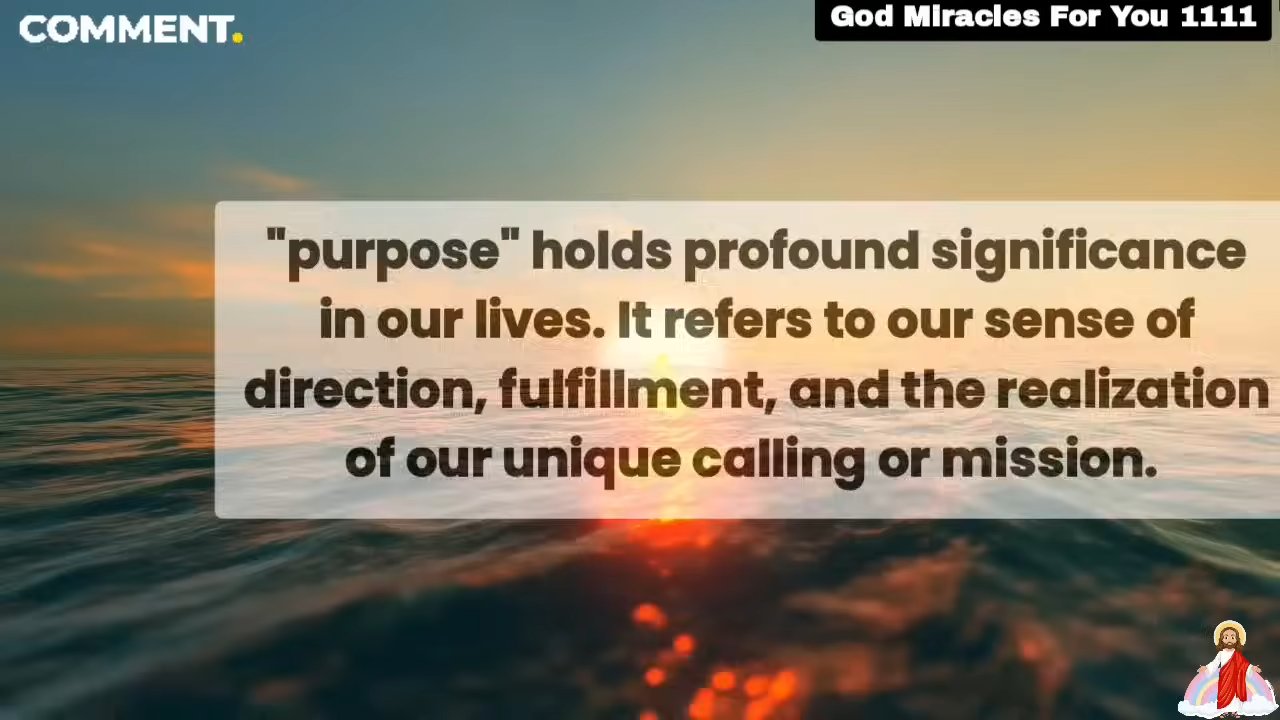 COMMENT.
God Miracles For You 1111
"purpose" holds profound significance
in our lives. It refers to our sense of
direction, fulfillment, and the realization
of our unique calling or mission.